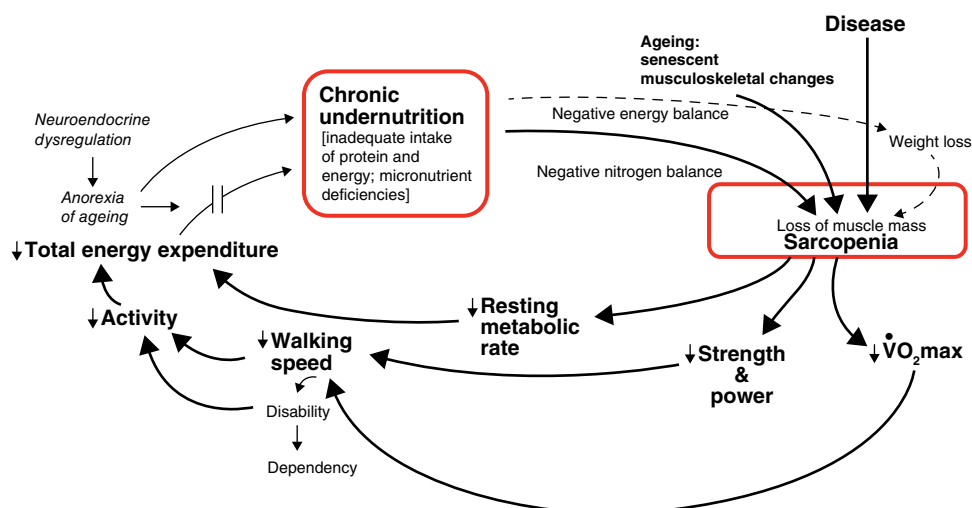 Disease
Ageing:
senescent
musculoskeletal changes
Chronic
undernutrition
[inadequate intake
of protein and
energy; micronutrient
deficiencies]
Neuroendocrine
dysregulation
Anorexia
of ageing
Negative energy balance
Weight loss
Negative nitrogen balance
Loss of muscle mass
Sarcopenia
↓Total energy expenditure
↓Activity
↓Resting
metabolic
rate
↓Walking
speed
↓Strength
&
power
↓V̇O₂max
Disability
Dependency